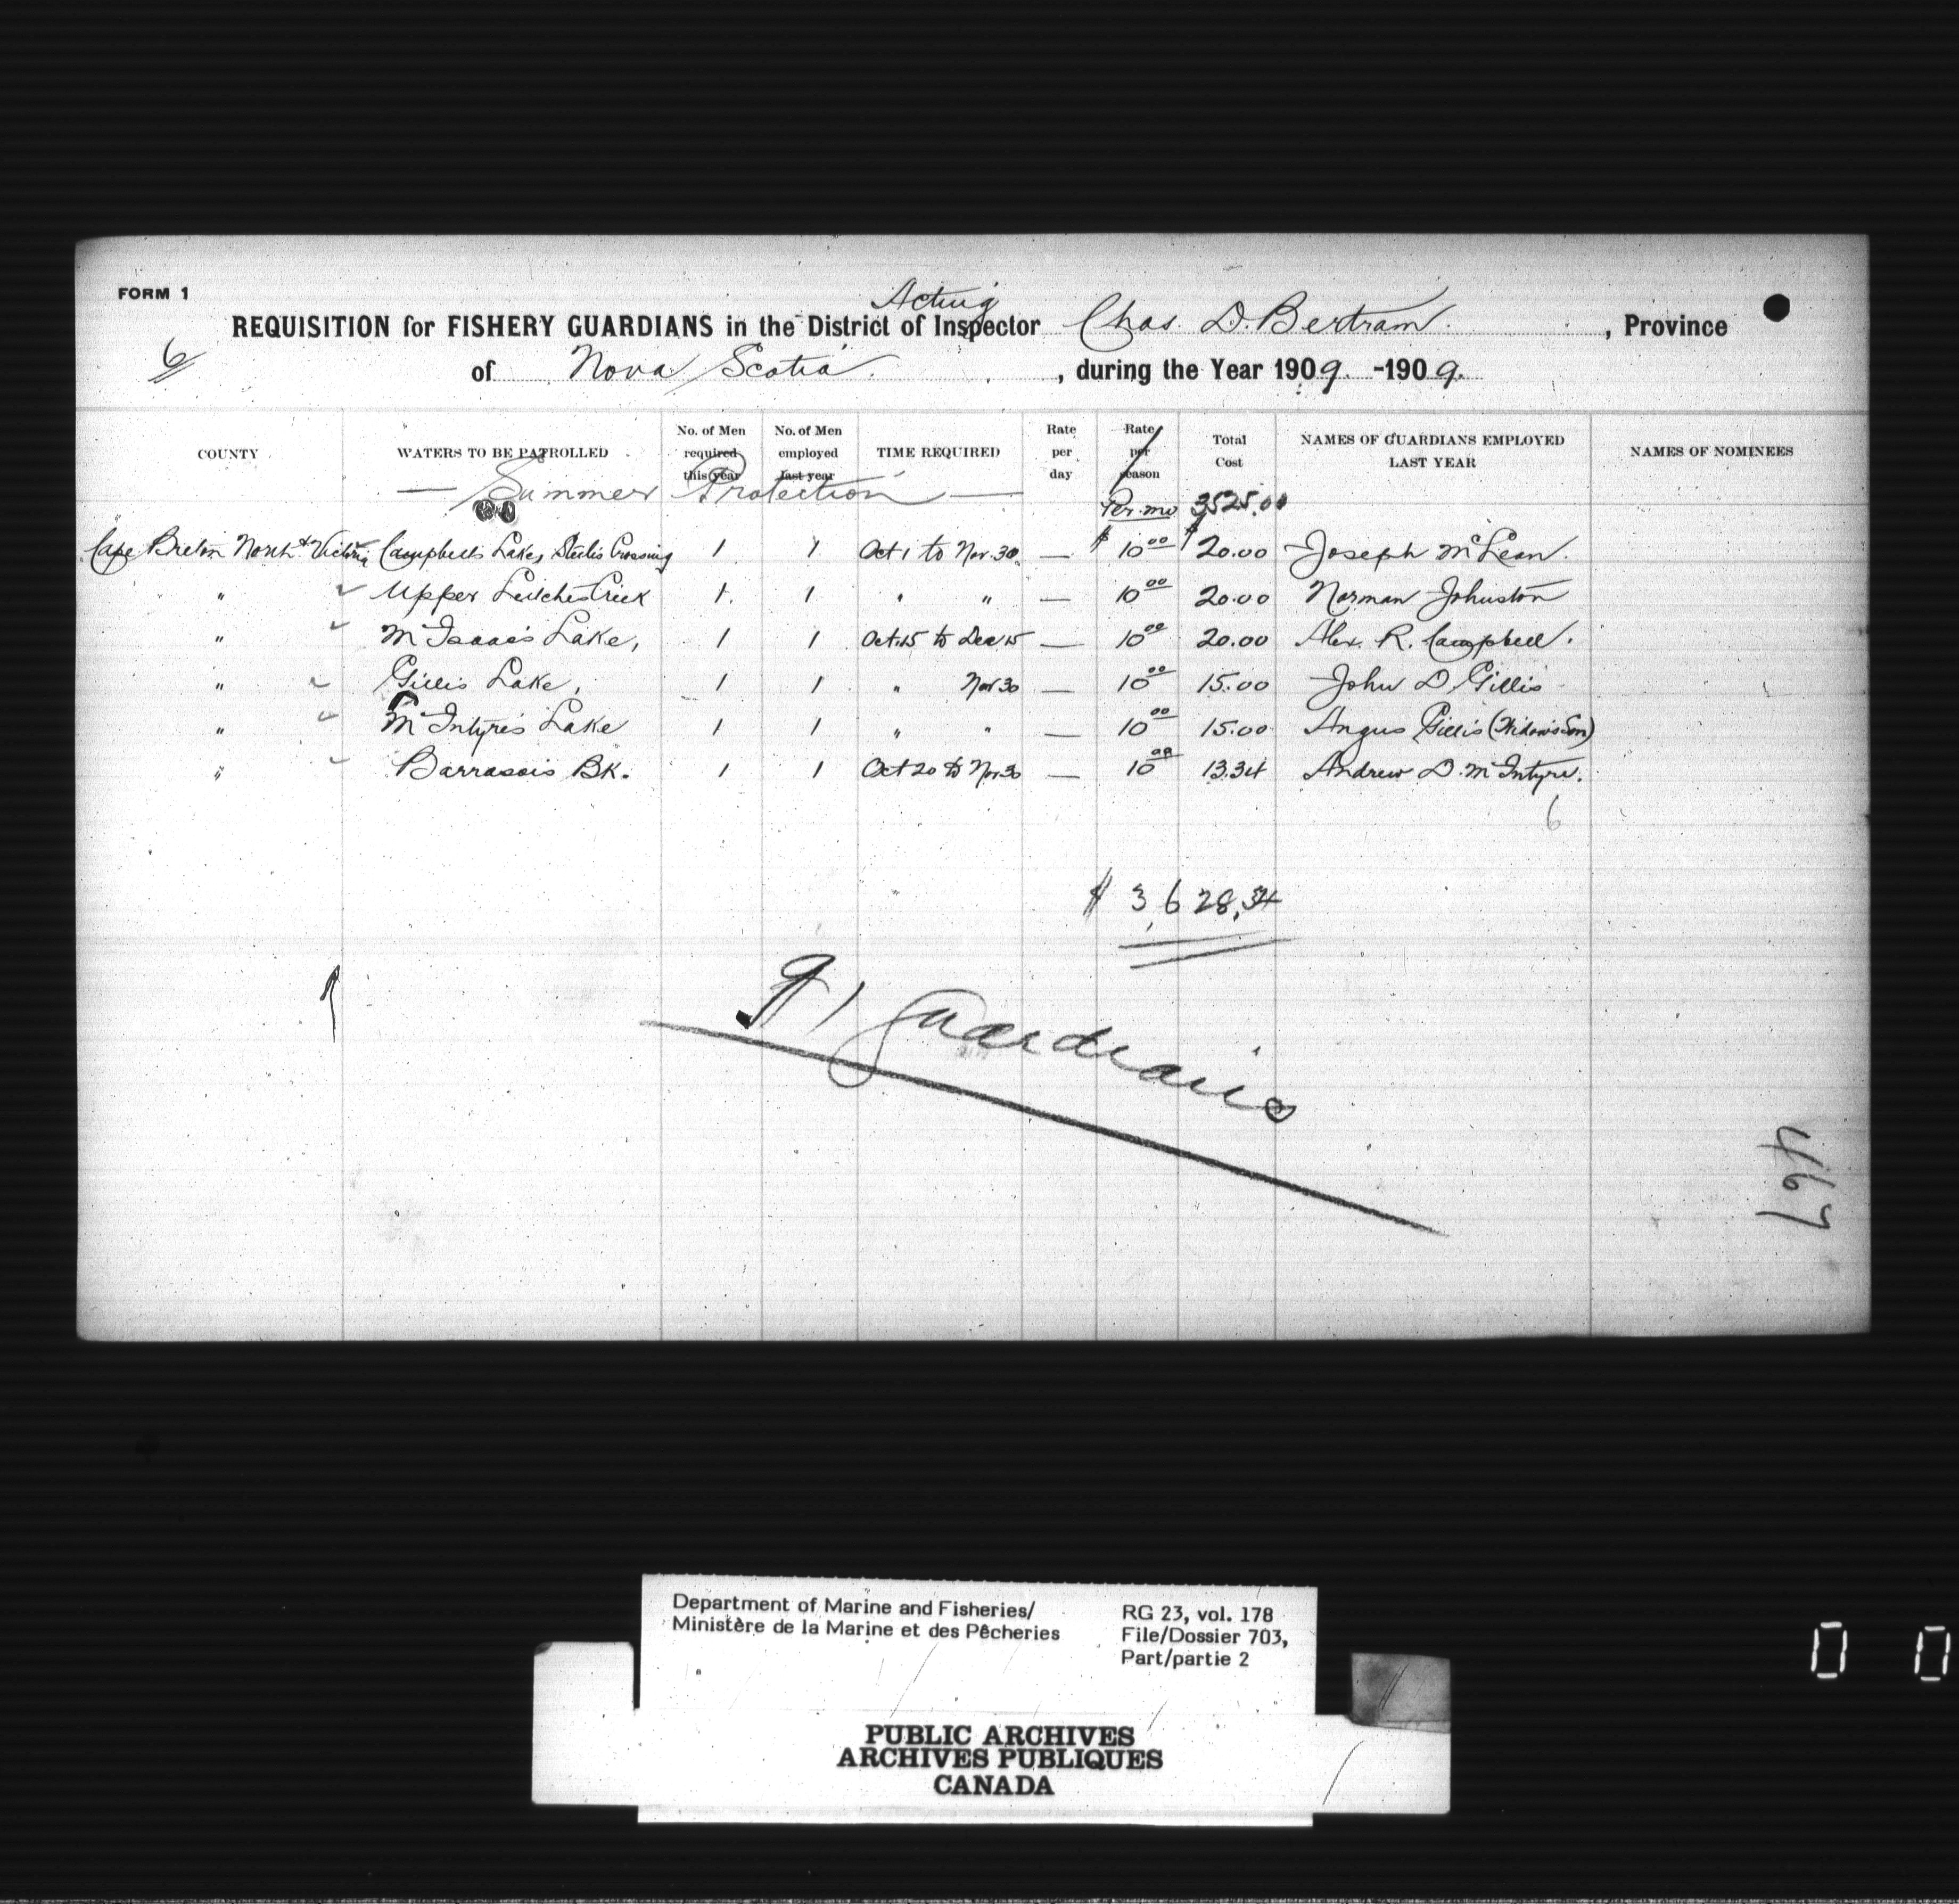 FORM 1
Acting
REQUISITION for FISHERY GUARDIANS in the District of Inspector Chas. D. Bertram. , Province
6
of Nova Scotia. , during the Year 1909. -1909.
COUNTY WATERS TO BE PATROLLED No. of Men required this year No. of Men employed last year TIME REQUIRED Rate per day Rate per season Total Cost NAMES OF GUARDIANS EMPLOYED LAST YEAR NAMES OF NOMINEES
— Summer Protection —
Per. mo 3525.00
Cape Breton North & Victoria Campbells Lake, Crossing 1 1 Oct 1 to Nov. 30. — $ 10 00 $ 20.00 Joseph McLean.
" Upper Leitches Creek 1. 1 " " — 10 00 20.00 Norman Johnston
" McIsaac's Lake, 1 1 Oct. 15 to Dec 15 — 10 00 20.00 Alex. R. Campbell.
" Gillis Lake, 1 1 " Nov 30 — 10 00 15.00 John D Gillis
" McIntyre's Lake 1 1 " " — 10 00 15.00 Angus Gillis (Widow's Son)
" Barrasois Bk. 1 1 Oct 20 to Nov 30 — 10 00 13.34 Andrew D. McIntyre.
6
$ 3,628.34
91 Guardians
467
Department of Marine and Fisheries/
Ministère de la Marine et des Pêcheries
RG 23, vol. 178
File/Dossier 703,
Part/partie 2
PUBLIC ARCHIVES
ARCHIVES PUBLIQUES
CANADA
0 0